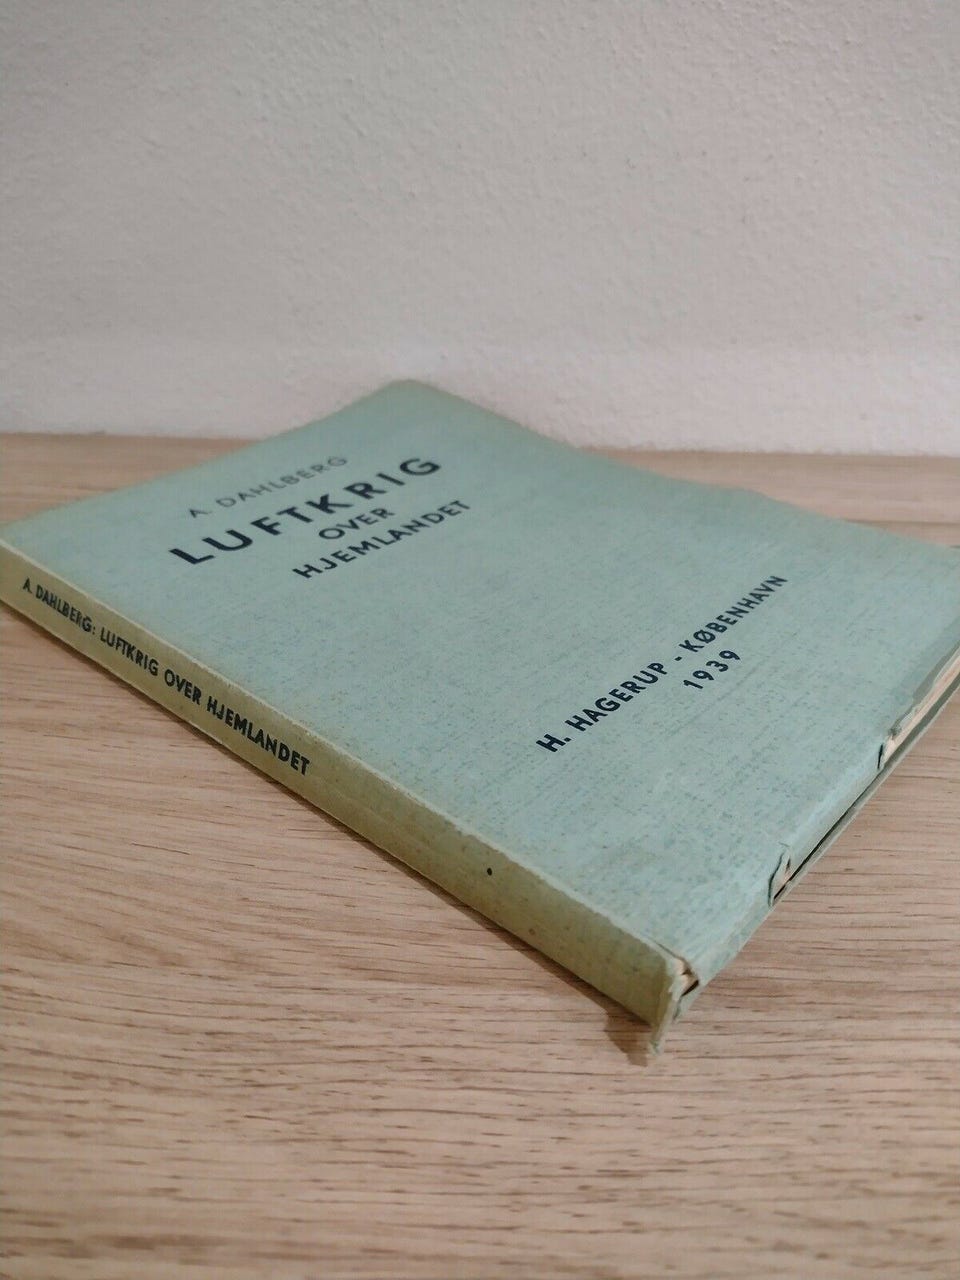 A. DAHLBERG
LUFTKRIG
OVER
HJEMLANDET
H. HAGERUP - KØBENHAVN
1939
A. DAHLBERG: LUFTKRIG OVER HJEMLANDET